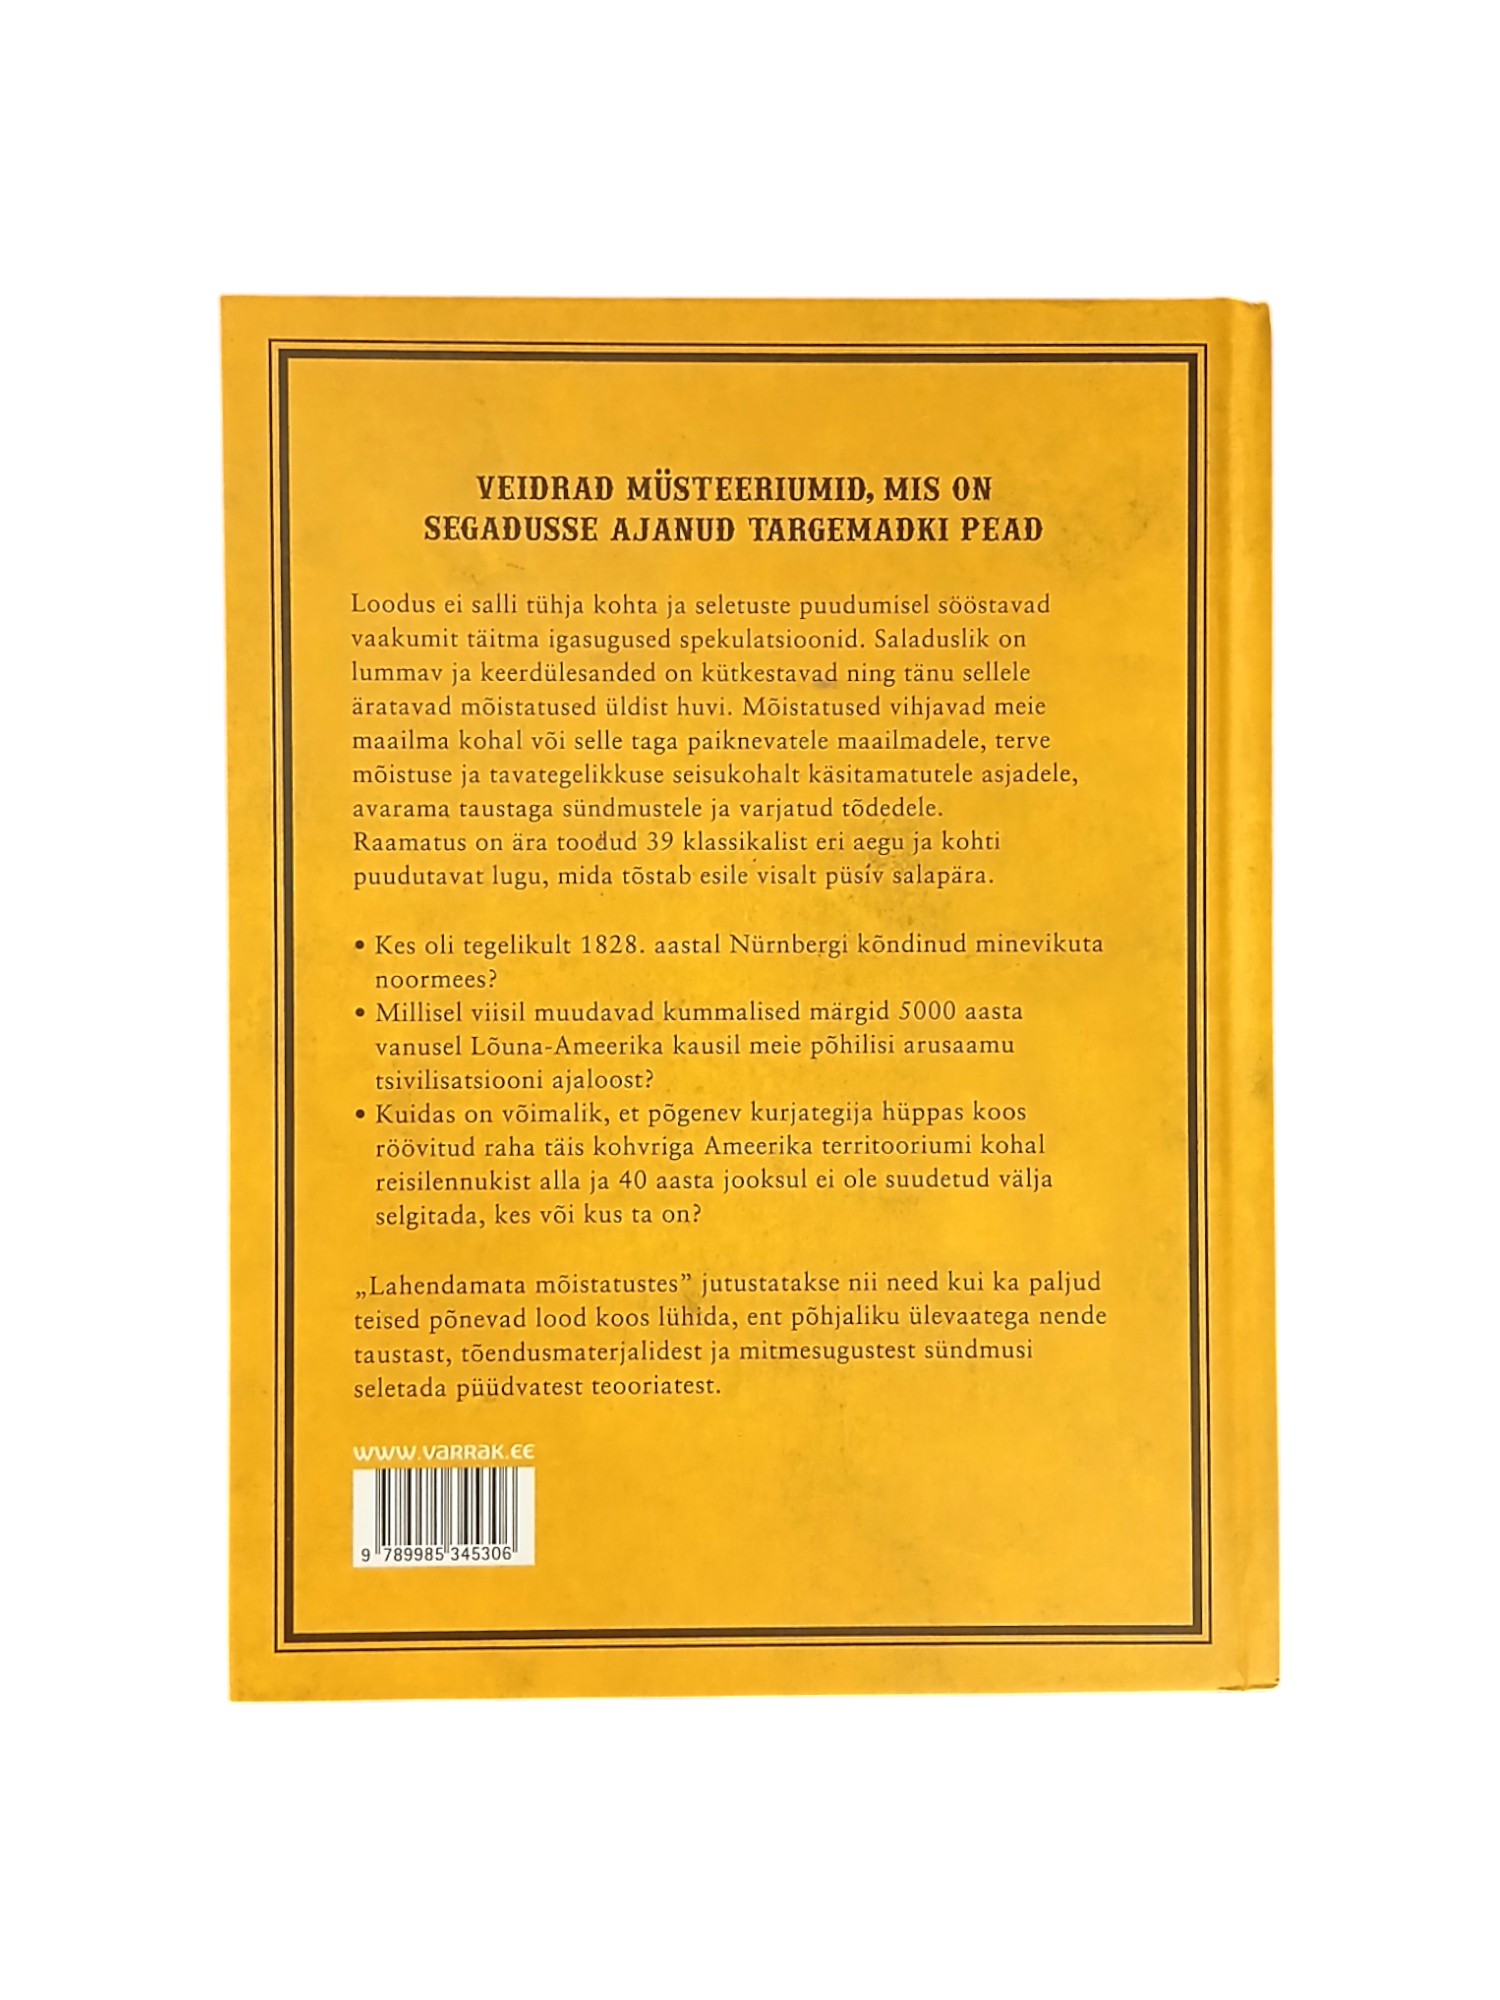 VEIDRAD MÜSTEERIUMID, MIS ON
SEGADUSSE AJANUD TARGEMADKI PEAD
Loodus ei salli tühja kohta ja seletuste puudumisel sööstavad
vaakumit täitma igasugused spekulatsioonid. Saladuslik on
lummav ja keerdülesanded on kütkestavad ning tänu sellele
äratavad mõistatused üldist huvi. Mõistatused vihjavad meie
maailma kohal või selle taga paiknevatele maailmadele, terve
mõistuse ja tavategelikkuse seisukohalt käsitamatutele asjadele,
avarama taustaga sündmustele ja varjatud tõdedele.
Raamatus on ära toodud 39 klassikalist eri aegu ja kohti
puudutavat lugu, mida tõstab esile visalt püsiv salapära.
• Kes oli tegelikult 1828. aastal Nürnbergi kõndinud minevikuta
noormees?
• Millisel viisil muudavad kummalised märgid 5000 aasta
vanusel Lõuna-Ameerika kausil meie põhilisi arusaamu
tsivilisatsiooni ajaloost?
• Kuidas on võimalik, et põgenev kurjategija hüppas koos
röövitud raha täis kohvriga Ameerika territooriumi kohal
reisilennukist alla ja 40 aasta jooksul ei ole suudetud välja
selgitada, kes või kus ta on?
„Lahendamata mõistatustes” jutustatakse nii need kui ka paljud
teised põnevad lood koos lühida, ent põhjaliku ülevaatega nende
taustast, tõendusmaterjalidest ja mitmesugustest sündmusi
seletada püüdvatest teooriatest.
www.varrak.ee
9 789985 345306